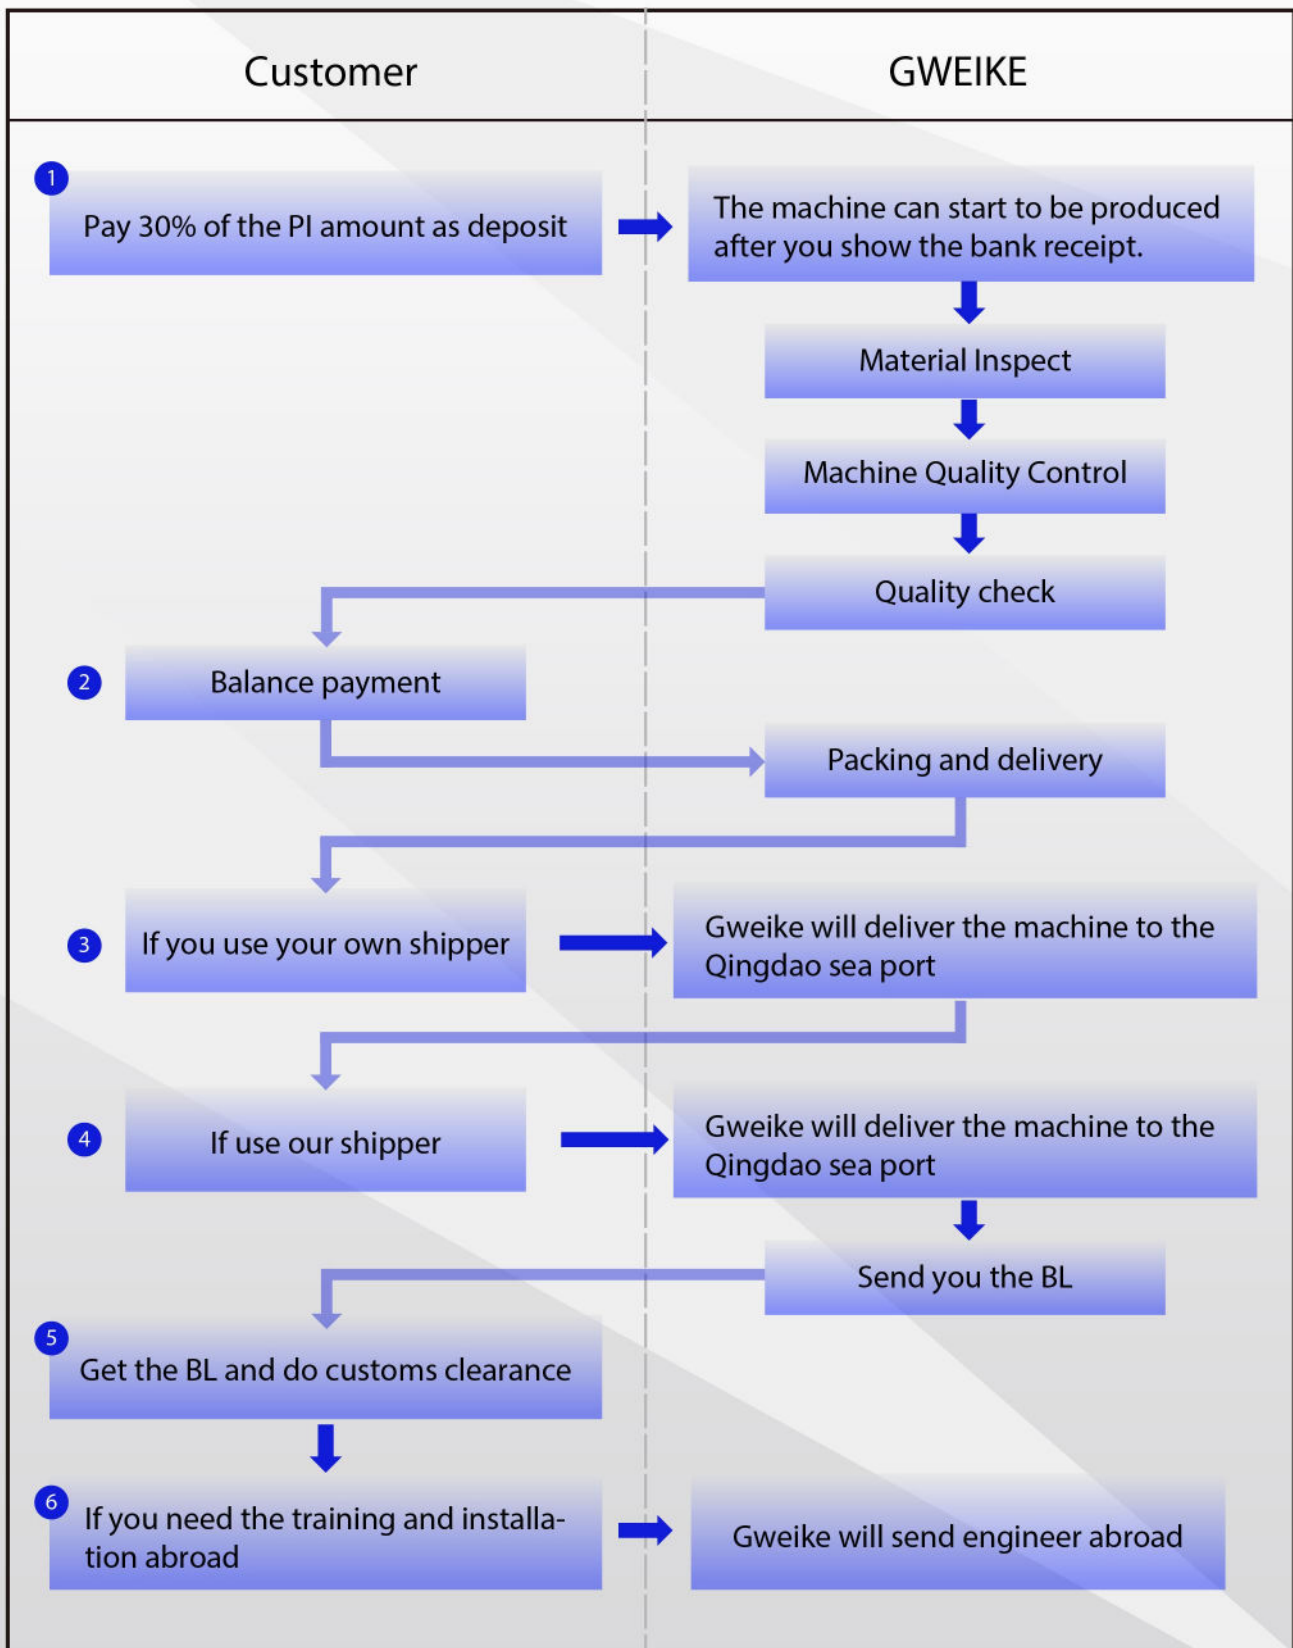 Customer
GWEIKE
1
Pay 30% of the PI amount as deposit
The machine can start to be produced
after you show the bank receipt.
Material Inspect
Machine Quality Control
Quality check
2
Balance payment
Packing and delivery
3
If you use your own shipper
Gweike will deliver the machine to the
Qingdao sea port
4
If use our shipper
Gweike will deliver the machine to the
Qingdao sea port
Send you the BL
5
Get the BL and do customs clearance
6
If you need the training and installa-
tion abroad
Gweike will send engineer abroad